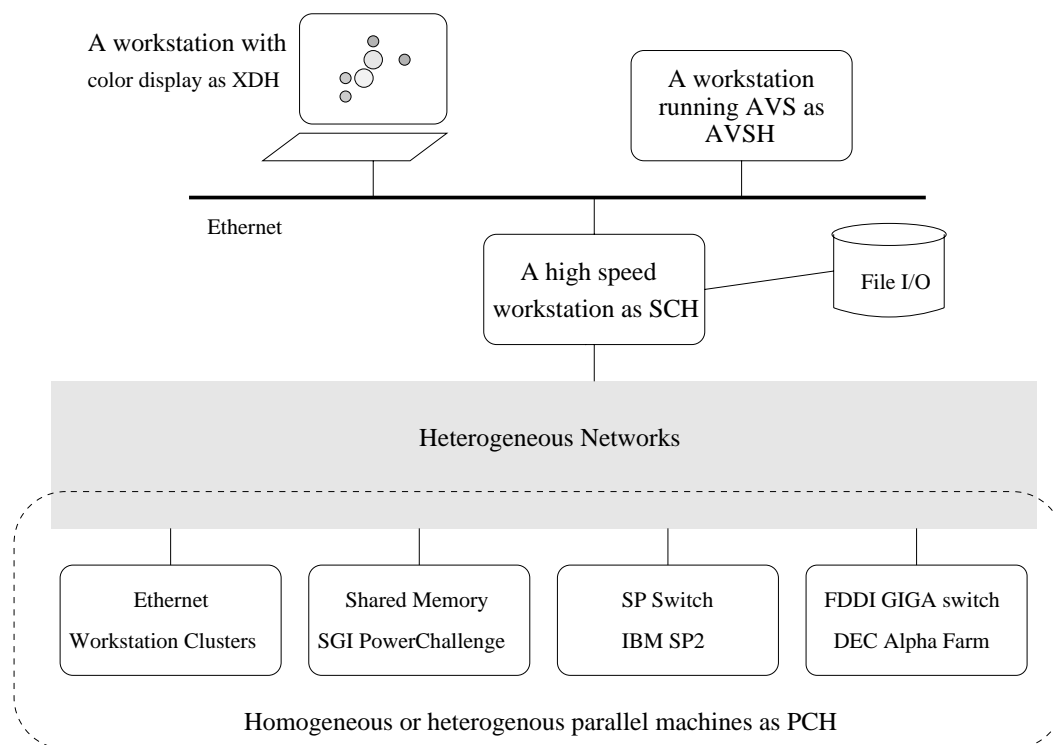 A workstation with
color display as XDH
A workstation
running AVS as
AVSH
Ethernet
A high speed
workstation as SCH
File I/O
Heterogeneous Networks
Ethernet
Workstation Clusters
Shared Memory
SGI PowerChallenge
SP Switch
IBM SP2
FDDI GIGA switch
DEC Alpha Farm
Homogeneous or heterogenous parallel machines as PCH